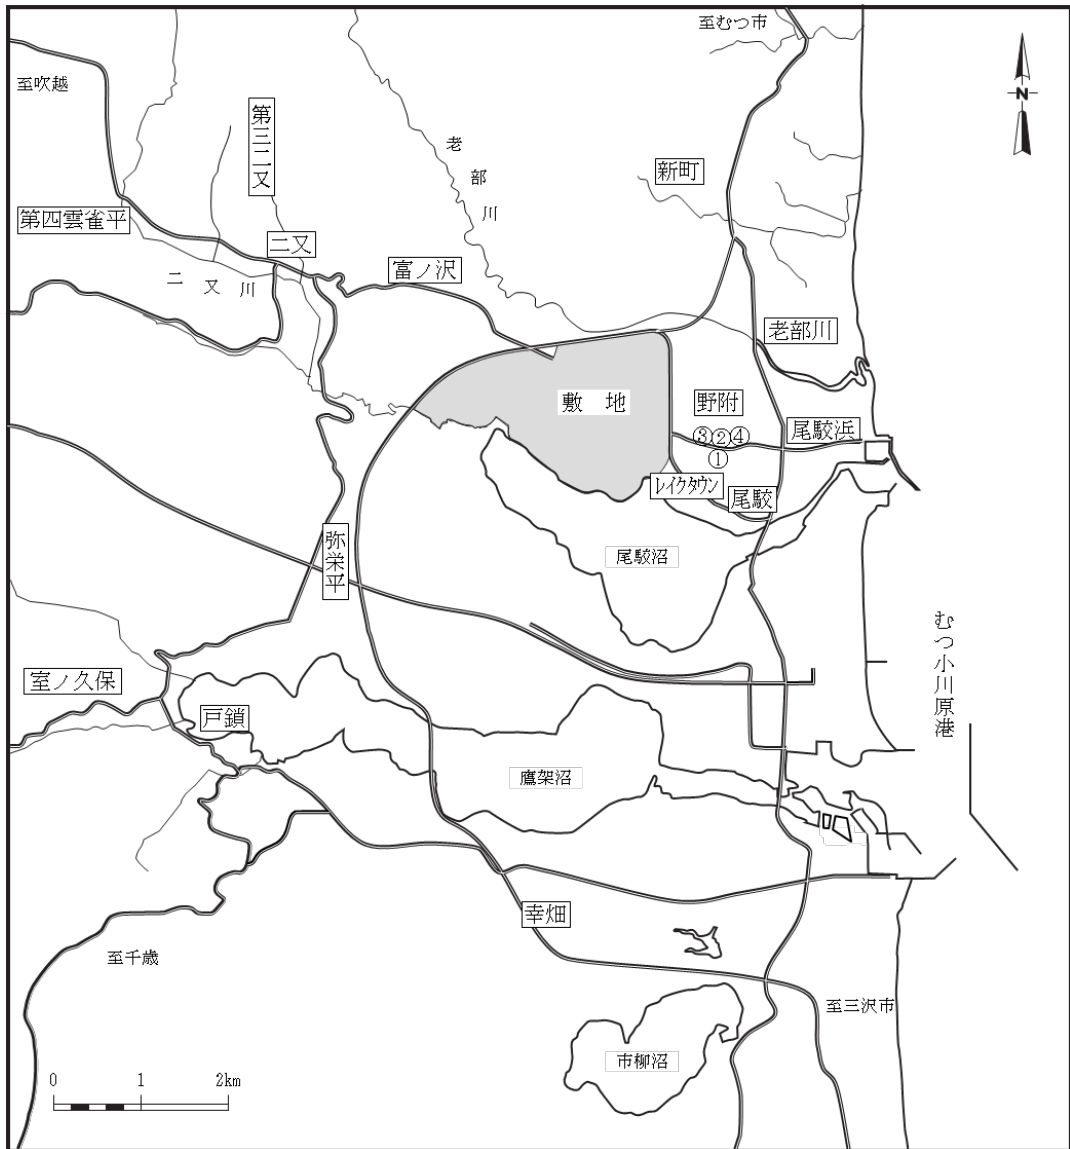 至むつ市
至吹越
N
第三二又
老部川
新町
第四雲雀平
二又
富ノ沢
二又川
老部川
敷 地
野附
尾駮浜
③②④
①
レイクタウン
尾駮
弥栄平
尾駮沼
むつ小川原港
室ノ久保
戸鎖
鷹架沼
幸畑
至千歳
至三沢市
市柳沼
0 1 2km